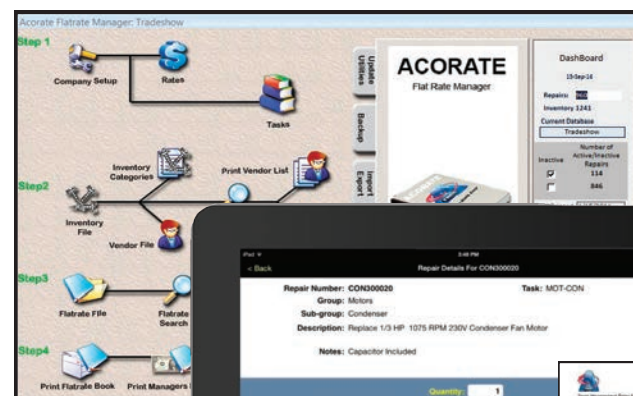 Acorate Flatrate Manager: Tradeshow
Step 1
Company Setup
Rates
Tasks
Update
Utilities
Backup
Import
Export
ACORATE
Flat Rate Manager
DashBoard
15-Sep-14
Repairs:
Inventory 1241
Current Database
Tradeshow
Inactive
Number of
Active/Inactive
Repairs
114
846
Step2
Inventory
Categories
Print Vendor List
Inventory
File
Vendor File
Step3
Flatrate File
Flatrate
Search
Step4
Print Flatrate Book
Print Managers
iPad
3:48 PM
< Back
Repair Details For CON300020
Repair Number: CON300020
Task: MOT-CON
Group: Motors
Sub-group: Condenser
Description: Replace 1/3 HP 1075 RPM 230V Condenser Fan Motor
Notes: Capacitor Included
Quantity: 1